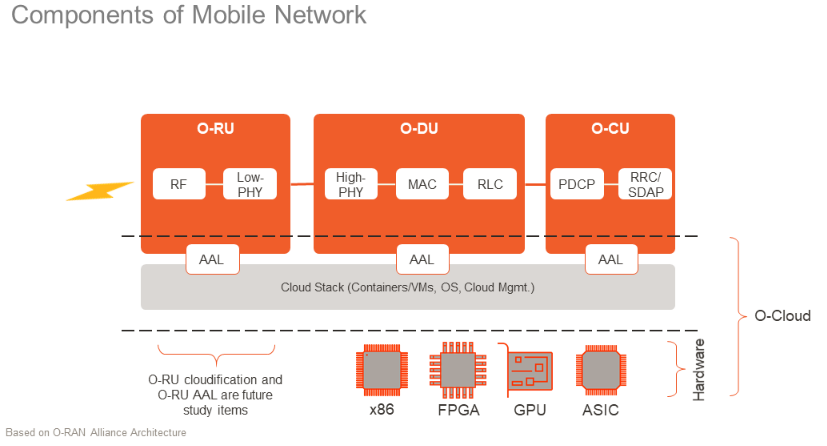 Components of Mobile Network
O-RU
O-DU
O-CU
RF
Low-
PHY
High-
PHY
MAC
RLC
PDCP
RRC/
SDAP
AAL
AAL
AAL
Cloud Stack (Containers/VMs, OS, Cloud Mgmt.)
O-Cloud
Hardware
O-RU cloudification and
O-RU AAL are future
study items
x86
FPGA
GPU
ASIC
Based on O-RAN Alliance Architecture